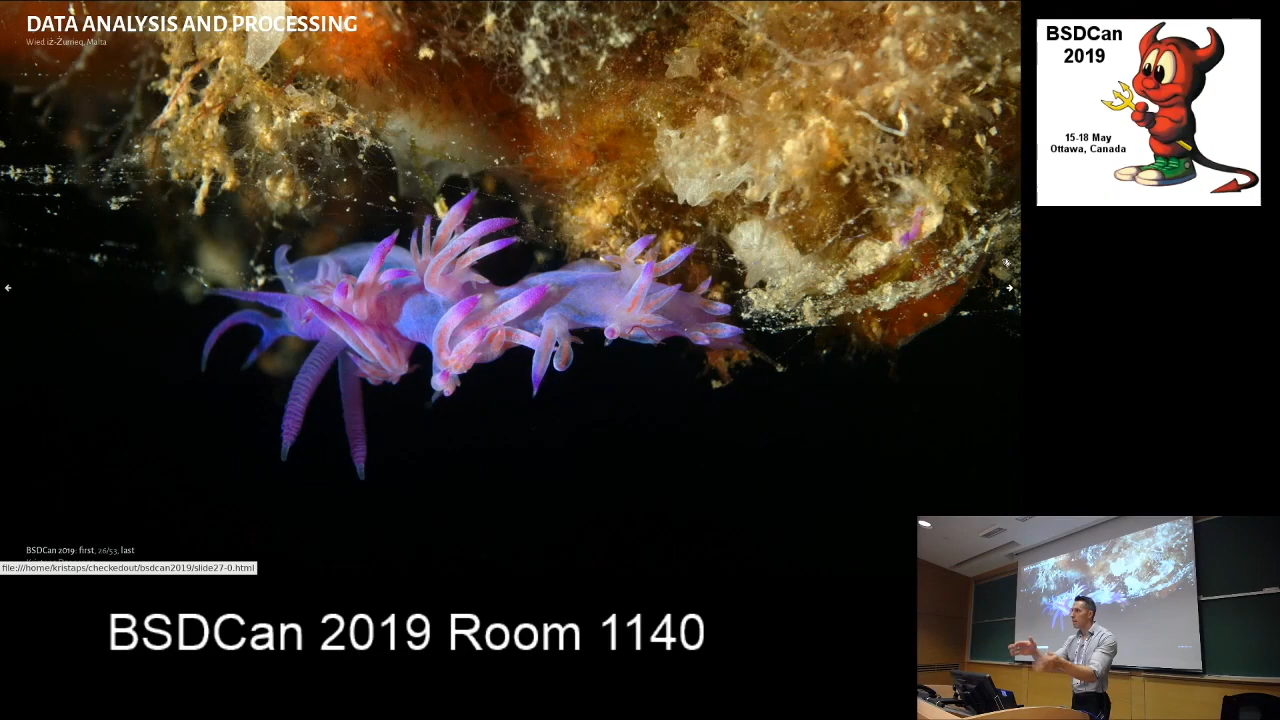 DATA ANALYSIS AND PROCESSING
Wied iż-Żurrieq, Malta
BSDCan
2019
15-18 May
Ottawa, Canada
BSDCan 2019: first, 26/53, last
file:///home/kristaps/checkedout/bsdcan2019/slide27-0.html
BSDCan 2019 Room 1140